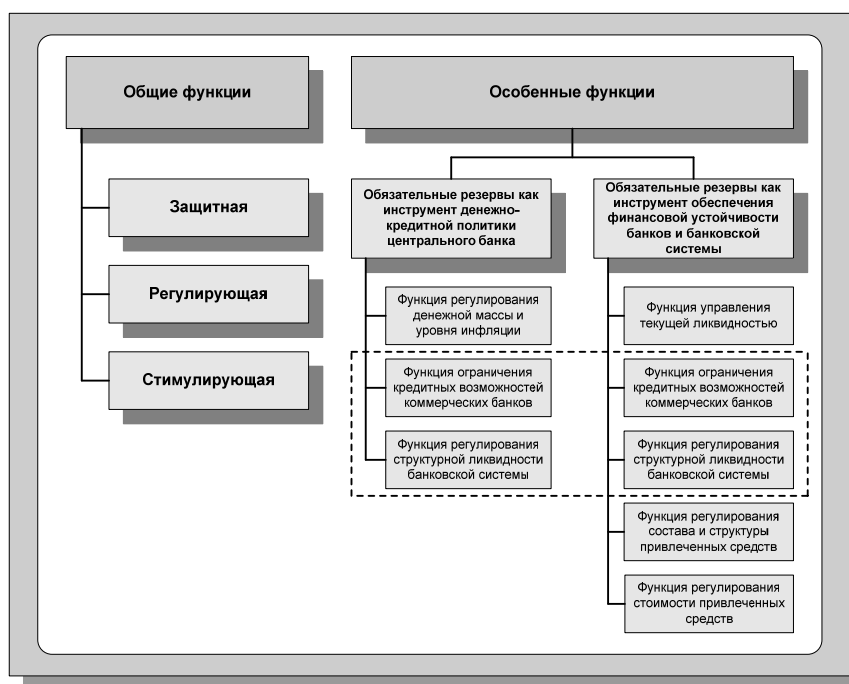 Общие функции
Защитная
Регулирующая
Стимулирующая
Особенные функции
Обязательные резервы как
инструмент денежно-
кредитной политики
центрального банка
Функция регулирования
денежной массы и
уровня инфляции
Функция ограничения
кредитных возможностей
коммерческих банков
Функция регулирования
структурной ликвидности
банковской системы
Обязательные резервы как
инструмент обеспечения
финансовой устойчивости
банков и банковской
системы
Функция управления
текущей ликвидностью
Функция ограничения
кредитных возможностей
коммерческих банков
Функция регулирования
структурной ликвидности
банковской системы
Функция регулирования
состава и структуры
привлеченных средств
Функция регулирования
стоимости привлеченных
средств